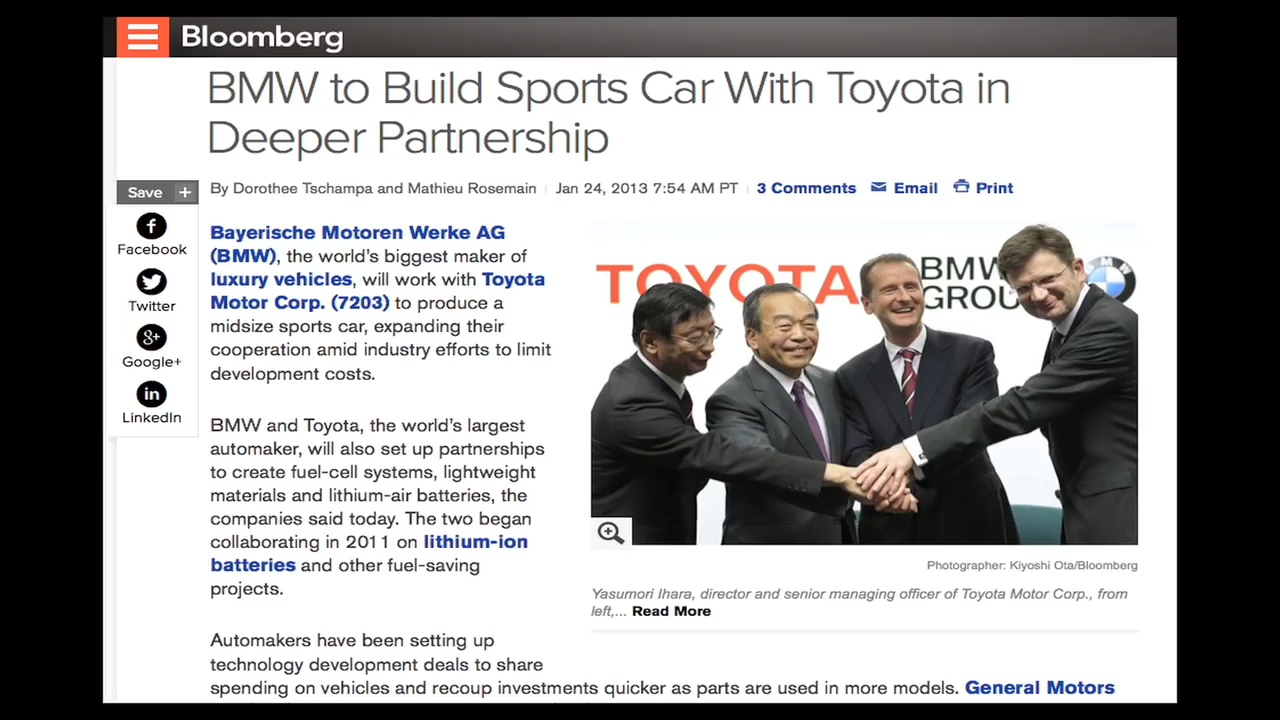 Bloomberg
BMW to Build Sports Car With Toyota in
Deeper Partnership
Save +
By Dorothee Tschampa and Mathieu Rosemain | Jan 24, 2013 7:54 AM PT | 3 Comments Email Print
Facebook
Twitter
Google+
LinkedIn
Bayerische Motoren Werke AG
(BMW), the world's biggest maker of
luxury vehicles, will work with Toyota
Motor Corp. (7203) to produce a
midsize sports car, expanding their
cooperation amid industry efforts to limit
development costs.
BMW and Toyota, the world's largest
automaker, will also set up partnerships
to create fuel-cell systems, lightweight
materials and lithium-air batteries, the
companies said today. The two began
collaborating in 2011 on lithium-ion
batteries and other fuel-saving
projects.
TOYOTA
BMW
GROU
BMW
Photographer: Kiyoshi Ota/Bloomberg
Yasumori Ihara, director and senior managing officer of Toyota Motor Corp., from
left,... Read More
Automakers have been setting up
technology development deals to share
spending on vehicles and recoup investments quicker as parts are used in more models. General Motors